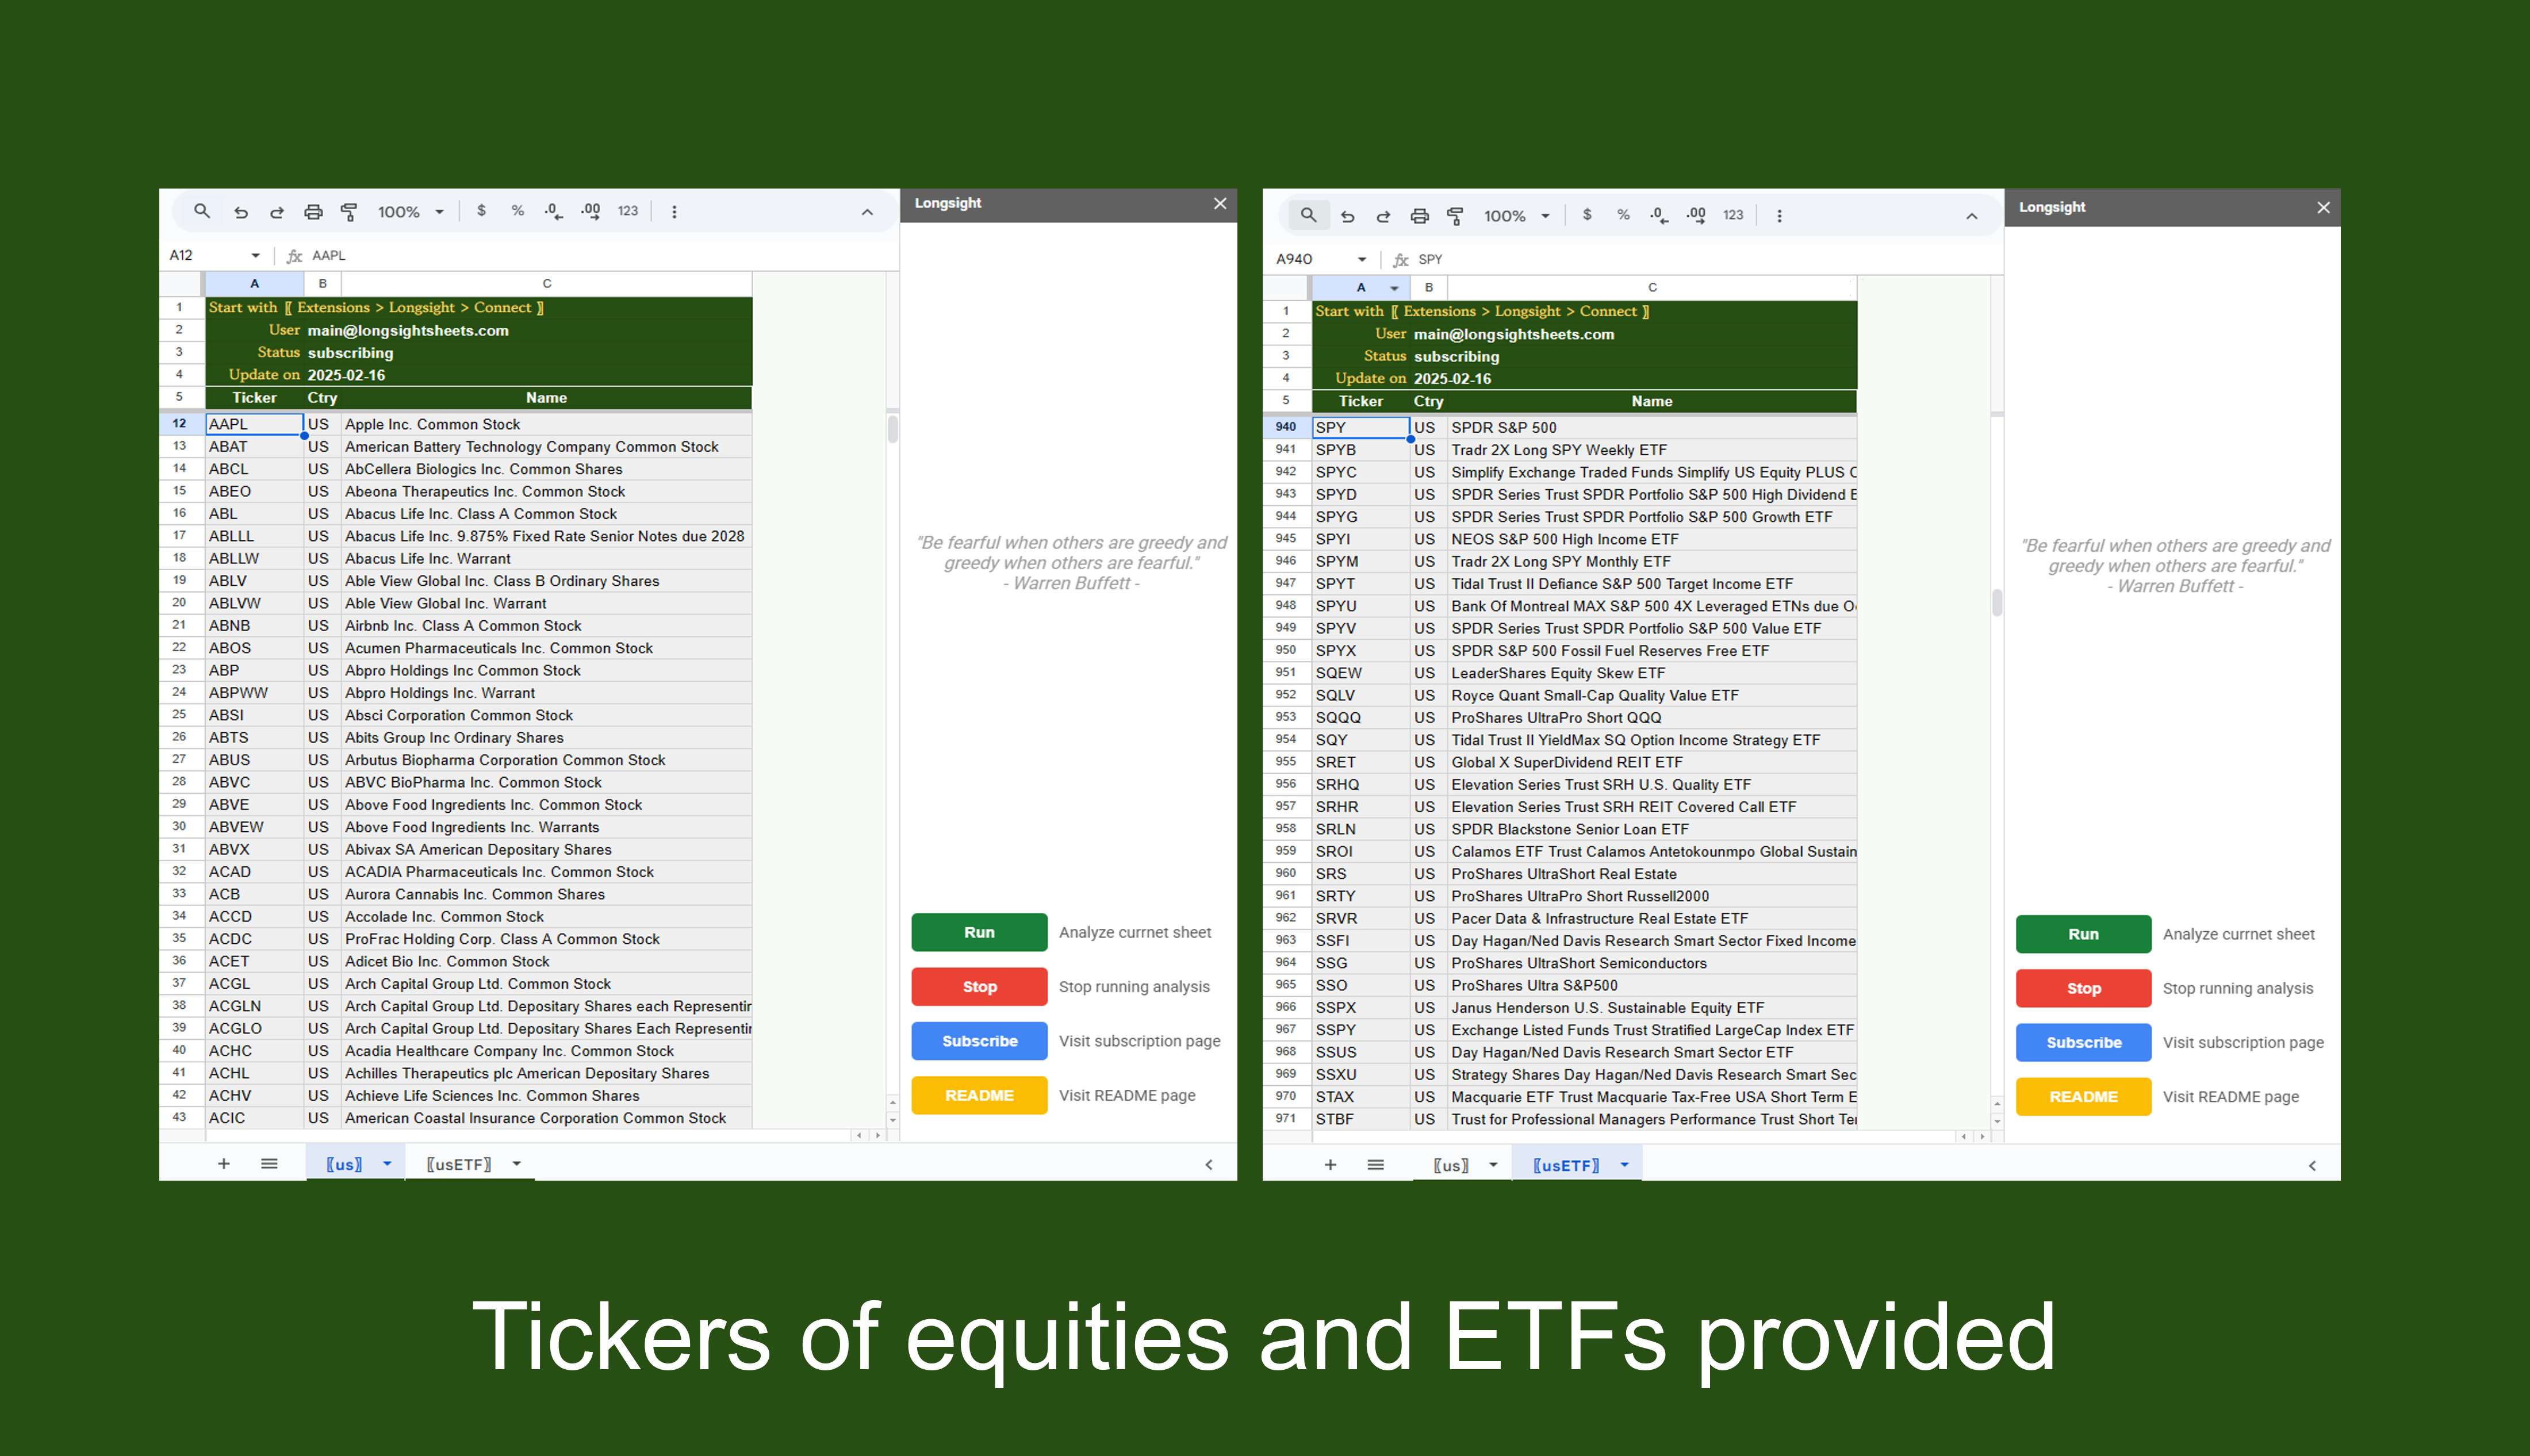 100% $ % .0 .00 123
Longsight
A12 fx AAPL
A B C
1 Start with 〖 Extensions > Longsight > Connect 〗
2 User main@longsightsheets.com
3 Status subscribing
4 Update on 2025-02-16
5 Ticker Ctry Name
12 AAPL US Apple Inc. Common Stock
13 ABAT US American Battery Technology Company Common Stock
14 ABCL US AbCellera Biologics Inc. Common Shares
15 ABEO US Abeona Therapeutics Inc. Common Stock
16 ABL US Abacus Life Inc. Class A Common Stock
17 ABLLL US Abacus Life Inc. 9.875% Fixed Rate Senior Notes due 2028
18 ABLLW US Abacus Life Inc. Warrant
19 ABLV US Able View Global Inc. Class B Ordinary Shares
20 ABLVW US Able View Global Inc. Warrant
21 ABNB US Airbnb Inc. Class A Common Stock
22 ABOS US Acumen Pharmaceuticals Inc. Common Stock
23 ABP US Abpro Holdings Inc Common Stock
24 ABPWW US Abpro Holdings Inc. Warrant
25 ABSI US Absci Corporation Common Stock
26 ABTS US Abits Group Inc Ordinary Shares
27 ABUS US Arbutus Biopharma Corporation Common Stock
28 ABVC US ABVC BioPharma Inc. Common Stock
29 ABVE US Above Food Ingredients Inc. Common Stock
30 ABVEW US Above Food Ingredients Inc. Warrants
31 ABVX US Abivax SA American Depositary Shares
32 ACAD US ACADIA Pharmaceuticals Inc. Common Stock
33 ACB US Aurora Cannabis Inc. Common Shares
34 ACCD US Accolade Inc. Common Stock
35 ACDC US ProFrac Holding Corp. Class A Common Stock
36 ACET US Adicet Bio Inc. Common Stock
37 ACGL US Arch Capital Group Ltd. Common Stock
38 ACGLN US Arch Capital Group Ltd. Depositary Shares each Representin
39 ACGLO US Arch Capital Group Ltd. Depositary Shares Each Representin
40 ACHC US Acadia Healthcare Company Inc. Common Stock
41 ACHL US Achilles Therapeutics plc American Depositary Shares
42 ACHV US Achieve Life Sciences Inc. Common Shares
43 ACIC US American Coastal Insurance Corporation Common Stock
〖us〗 〖usETF〗
"Be fearful when others are greedy and
greedy when others are fearful."
- Warren Buffett -
Run Analyze currnet sheet
Stop Stop running analysis
Subscribe Visit subscription page
README Visit README page
100% $ % .0 .00 123
Longsight
A940 fx SPY
A B C
1 Start with 〖 Extensions > Longsight > Connect 〗
2 User main@longsightsheets.com
3 Status subscribing
4 Update on 2025-02-16
5 Ticker Ctry Name
940 SPY US SPDR S&P 500
941 SPYB US Tradr 2X Long SPY Weekly ETF
942 SPYC US Simplify Exchange Traded Funds Simplify US Equity PLUS C
943 SPYD US SPDR Series Trust SPDR Portfolio S&P 500 High Dividend E
944 SPYG US SPDR Series Trust SPDR Portfolio S&P 500 Growth ETF
945 SPYI US NEOS S&P 500 High Income ETF
946 SPYM US Tradr 2X Long SPY Monthly ETF
947 SPYT US Tidal Trust II Defiance S&P 500 Target Income ETF
948 SPYU US Bank Of Montreal MAX S&P 500 4X Leveraged ETNs due O
949 SPYV US SPDR Series Trust SPDR Portfolio S&P 500 Value ETF
950 SPYX US SPDR S&P 500 Fossil Fuel Reserves Free ETF
951 SQEW US LeaderShares Equity Skew ETF
952 SQLV US Royce Quant Small-Cap Quality Value ETF
953 SQQQ US ProShares UltraPro Short QQQ
954 SQY US Tidal Trust II YieldMax SQ Option Income Strategy ETF
955 SRET US Global X SuperDividend REIT ETF
956 SRHQ US Elevation Series Trust SRH U.S. Quality ETF
957 SRHR US Elevation Series Trust SRH REIT Covered Call ETF
958 SRLN US SPDR Blackstone Senior Loan ETF
959 SROI US Calamos ETF Trust Calamos Antetokounmpo Global Sustain
960 SRS US ProShares UltraShort Real Estate
961 SRTY US ProShares UltraPro Short Russell2000
962 SRVR US Pacer Data & Infrastructure Real Estate ETF
963 SSFI US Day Hagan/Ned Davis Research Smart Sector Fixed Income
964 SSG US ProShares UltraShort Semiconductors
965 SSO US ProShares Ultra S&P500
966 SSPX US Janus Henderson U.S. Sustainable Equity ETF
967 SSPY US Exchange Listed Funds Trust Stratified LargeCap Index ETF
968 SSUS US Day Hagan/Ned Davis Research Smart Sector ETF
969 SSXU US Strategy Shares Day Hagan/Ned Davis Research Smart Sec
970 STAX US Macquarie ETF Trust Macquarie Tax-Free USA Short Term E
971 STBF US Trust for Professional Managers Performance Trust Short Ter
〖us〗 〖usETF〗
"Be fearful when others are greedy and
greedy when others are fearful."
- Warren Buffett -
Run Analyze currnet sheet
Stop Stop running analysis
Subscribe Visit subscription page
README Visit README page
Tickers of equities and ETFs provided